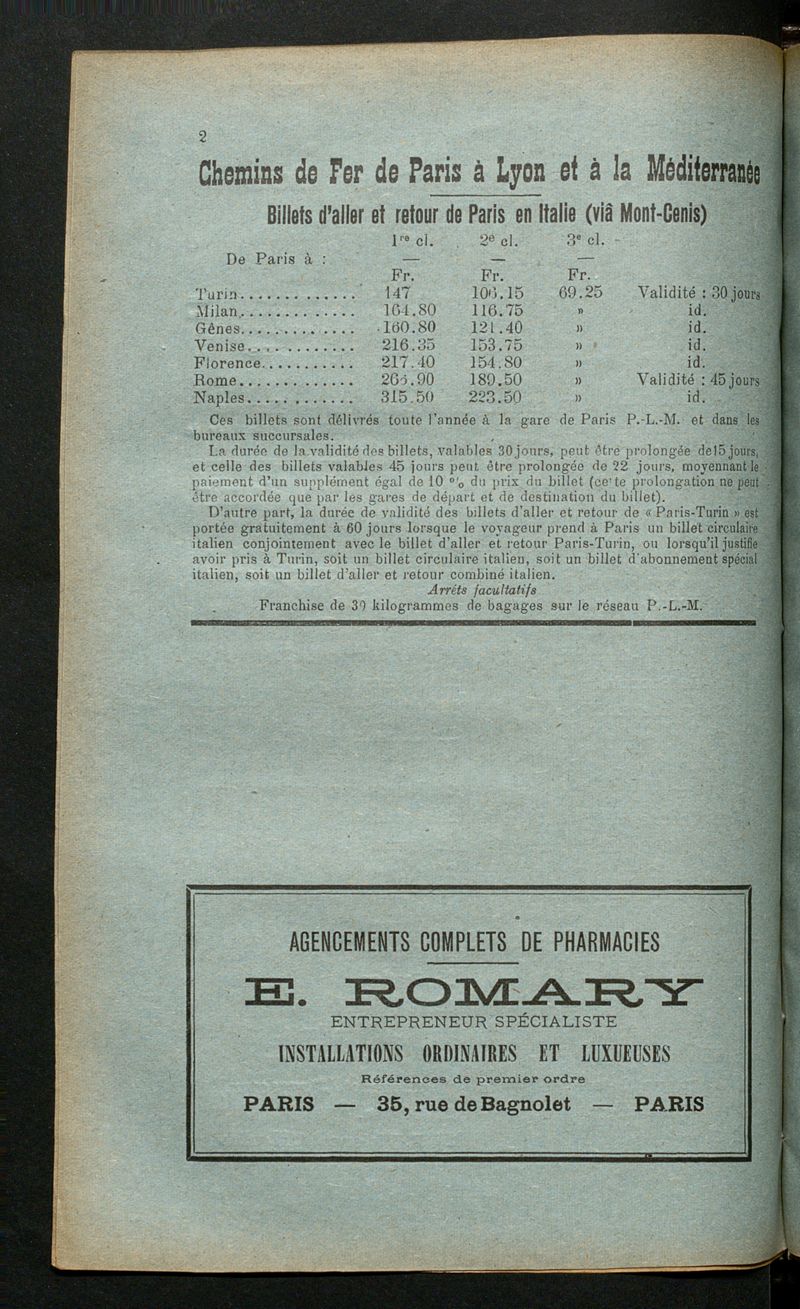 2
Chemins de Fer de Paris à Lyon et à la Méditerranée
Billets d'aller et retour de Paris en Italie (viâ Mont-Cenis)
1re cl. 2e cl. 3e cl.
De Paris à : — — —
Fr. Fr. Fr.
Turin............. 147 106.15 69.25 Validité : 30 jours
Milan............. 164.80 116.75 » id.
Gênes............. 160.80 121.40 » id.
Venise............ 216.35 153.75 » id.
Florence........... 217.40 154.80 » id.
Rome.............. 266.90 189.50 » Validité : 45 jours
Naples............ 315.50 223.50 » id.
Ces billets sont délivrés toute l'année à la gare de Paris P.-L.-M. et dans les
bureaux succursales.
La durée de la validité des billets, valables 30 jours, peut être prolongée de 15 jours,
et celle des billets valables 45 jours peut être prolongée de 22 jours, moyennant le
paiement d'un supplément égal de 10 % du prix du billet (cette prolongation ne peut
être accordée que par les gares de départ et de destination du billet).
D'autre part, la durée de validité des billets d'aller et retour de « Paris-Turin » est
portée gratuitement à 60 jours lorsque le voyageur prend à Paris un billet circulaire
italien conjointement avec le billet d'aller et retour Paris-Turin, ou lorsqu'il justifie
avoir pris à Turin, soit un billet circulaire italien, soit un billet d'abonnement spécial
italien, soit un billet d'aller et retour combiné italien.
Arrêts facultatifs
Franchise de 30 kilogrammes de bagages sur le réseau P.-L.-M.
AGENCEMENTS COMPLETS DE PHARMACIES
E. ROMARY
ENTREPRENEUR SPÉCIALISTE
INSTALLATIONS ORDINAIRES ET LUXUEUSES
Références de premier ordre
PARIS — 35, rue de Bagnolet — PARIS